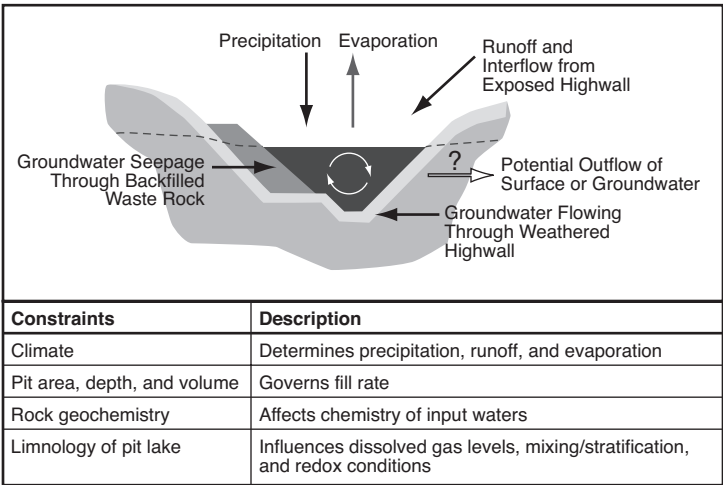 Precipitation
Evaporation
Runoff and
Interflow from
Exposed Highwall
Groundwater Seepage
Through Backfilled
Waste Rock
?
Potential Outflow of
Surface or Groundwater
Groundwater Flowing
Through Weathered
Highwall
Constraints Description
Climate Determines precipitation, runoff, and evaporation
Pit area, depth, and volume Governs fill rate
Rock geochemistry Affects chemistry of input waters
Limnology of pit lake Influences dissolved gas levels, mixing/stratification,
and redox conditions